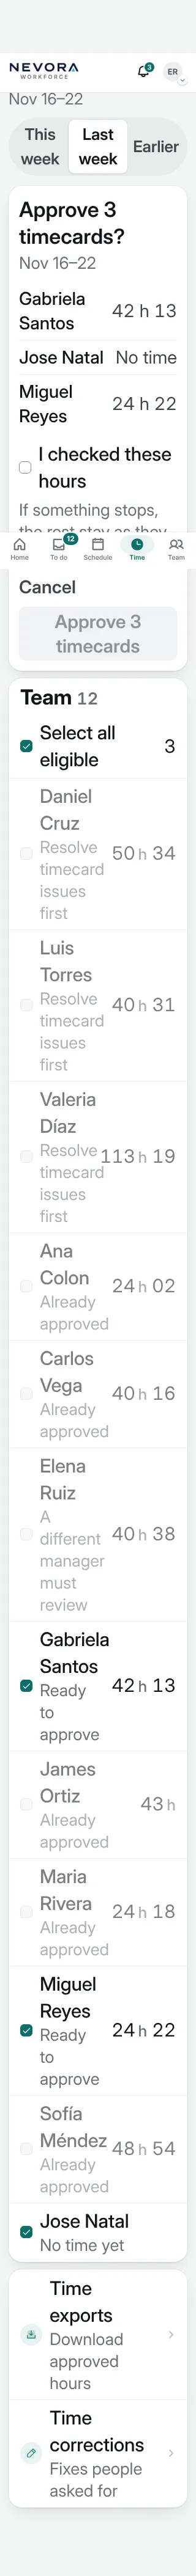 NEVORA
WORKFORCE
3
ER
Nov 16–22
This week
Last week
Earlier
Approve 3
timecards?
Nov 16–22
Gabriela
Santos
42 h 13
Jose Natal
No time
Miguel
Reyes
24 h 22
I checked these
hours
If something stops,
the rest stay as they
Home
To do
12
Schedule
Time
Team
Cancel
Approve 3
timecards
Team 12
Select all
eligible
3
Daniel
Cruz
Resolve
timecard
issues
first
50 h 34
Luis
Torres
Resolve
timecard
issues
first
40 h 31
Valeria
Díaz
Resolve
timecard
issues
first
113 h 19
Ana
Colon
Already
approved
24 h 02
Carlos
Vega
Already
approved
40 h 16
Elena
Ruiz
A
different
manager
must
review
40 h 38
Gabriela
Santos
Ready
to
approve
42 h 13
James
Ortiz
Already
approved
43 h
Maria
Rivera
Already
approved
24 h 18
Miguel
Reyes
Ready
to
approve
24 h 22
Sofía
Méndez
Already
approved
48 h 54
Jose Natal
No time yet
Time
exports
Download
approved
hours
Time
corrections
Fixes people
asked for